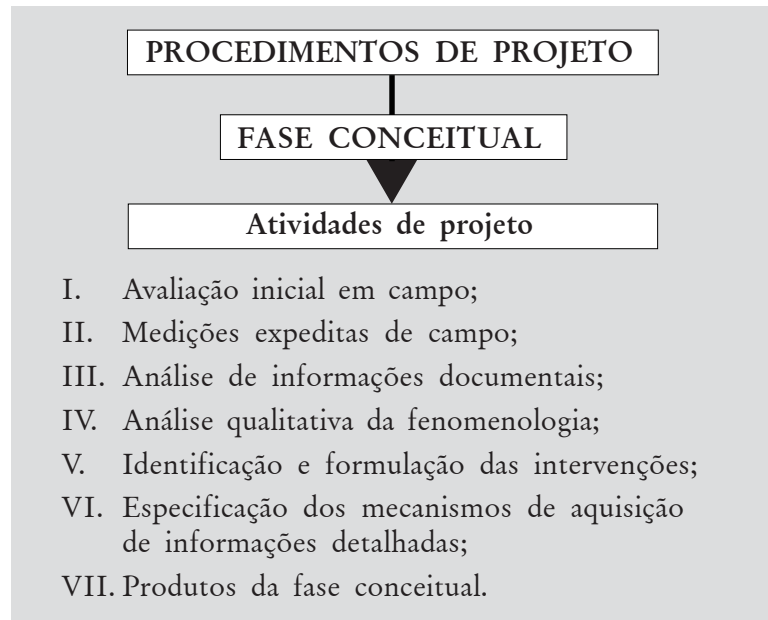 PROCEDIMENTOS DE PROJETO
FASE CONCEITUAL
Atividades de projeto
I. Avaliação inicial em campo;
II. Medições expeditas de campo;
III. Análise de informações documentais;
IV. Análise qualitativa da fenomenologia;
V. Identificação e formulação das intervenções;
VI. Especificação dos mecanismos de aquisição
de informações detalhadas;
VII. Produtos da fase conceitual.